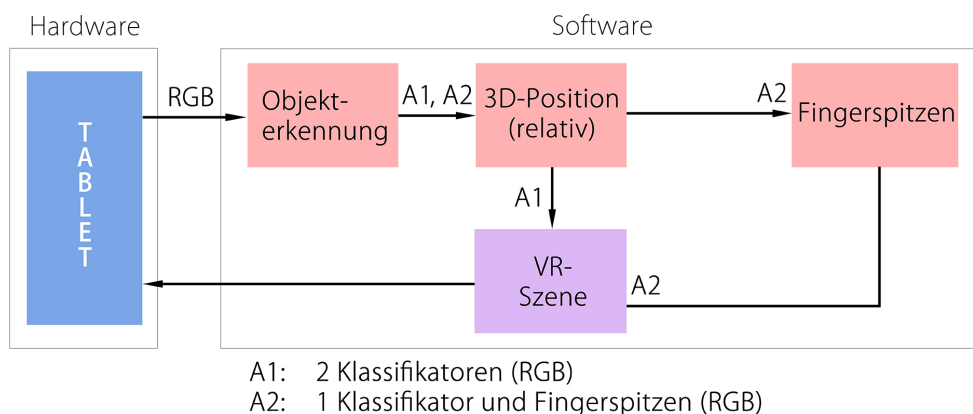 Hardware
Software
TABLET
RGB
Objekt-
erkennung
A1, A2
3D-Position
(relativ)
A2
Fingerspitzen
A1
VR-
Szene
A2
A1: 2 Klassifikatoren (RGB)
A2: 1 Klassifikator und Fingerspitzen (RGB)